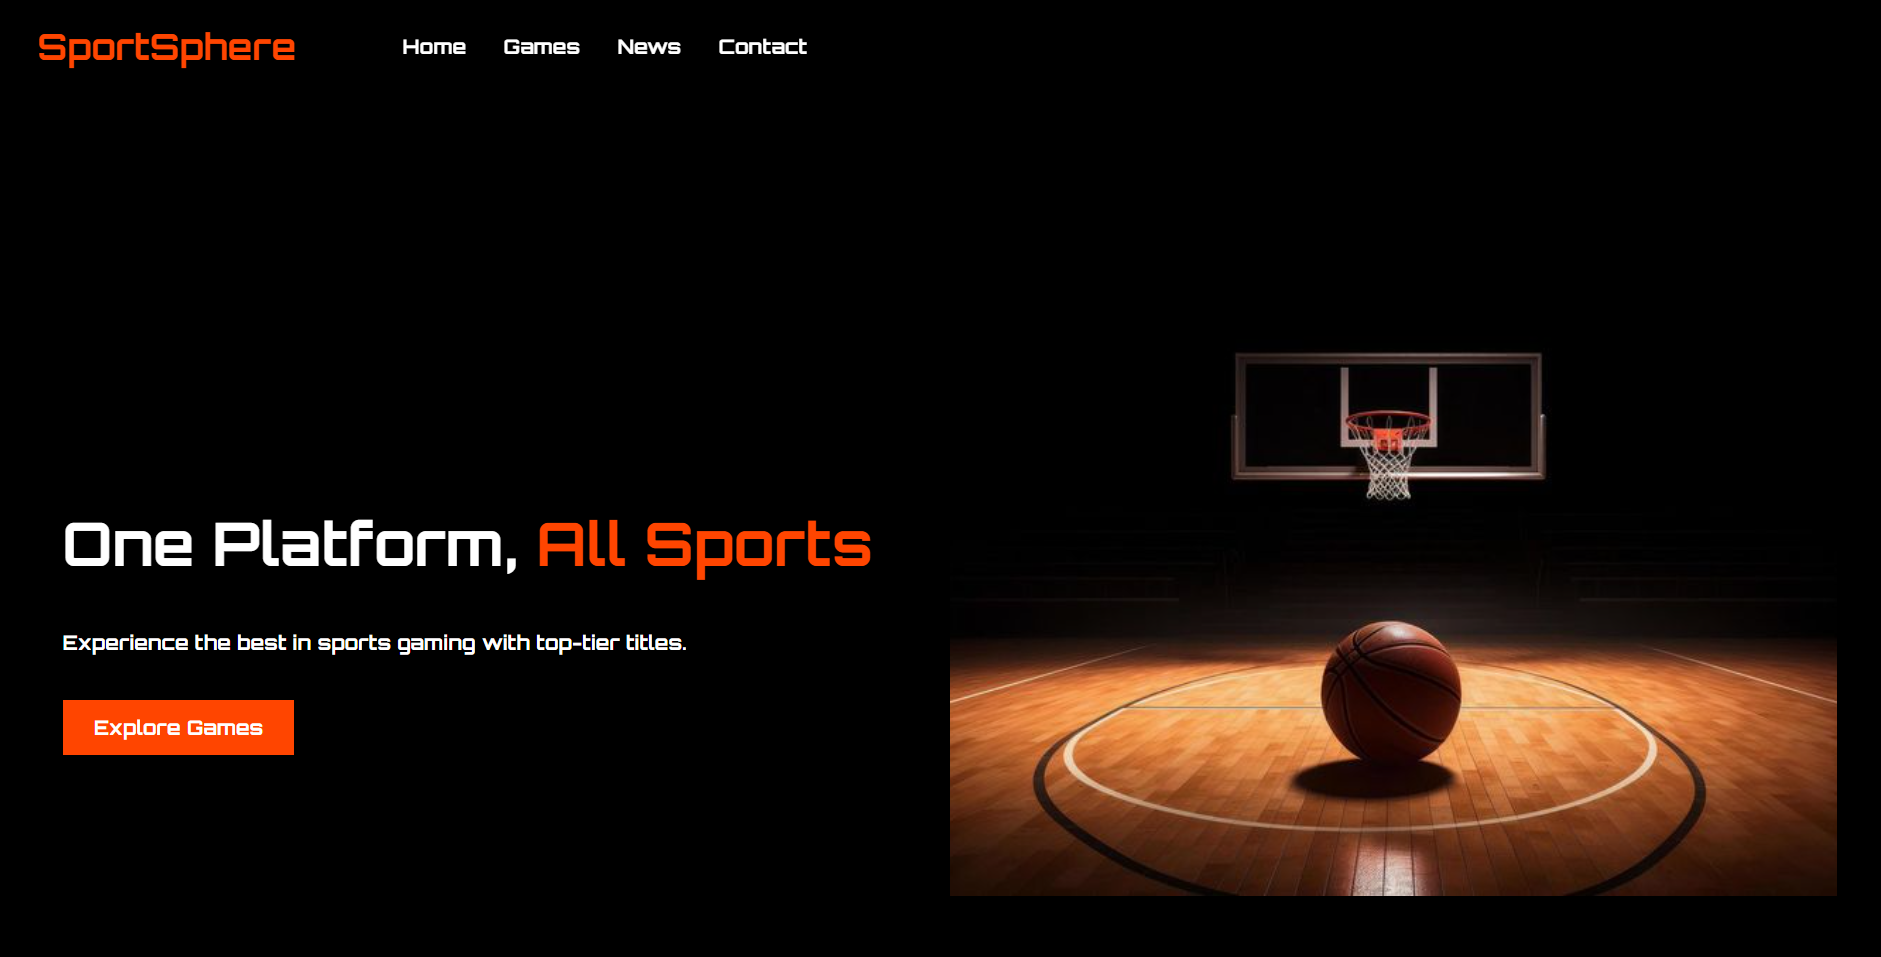 SportSphere
Home Games News Contact
One Platform, All Sports
Experience the best in sports gaming with top-tier titles.
Explore Games